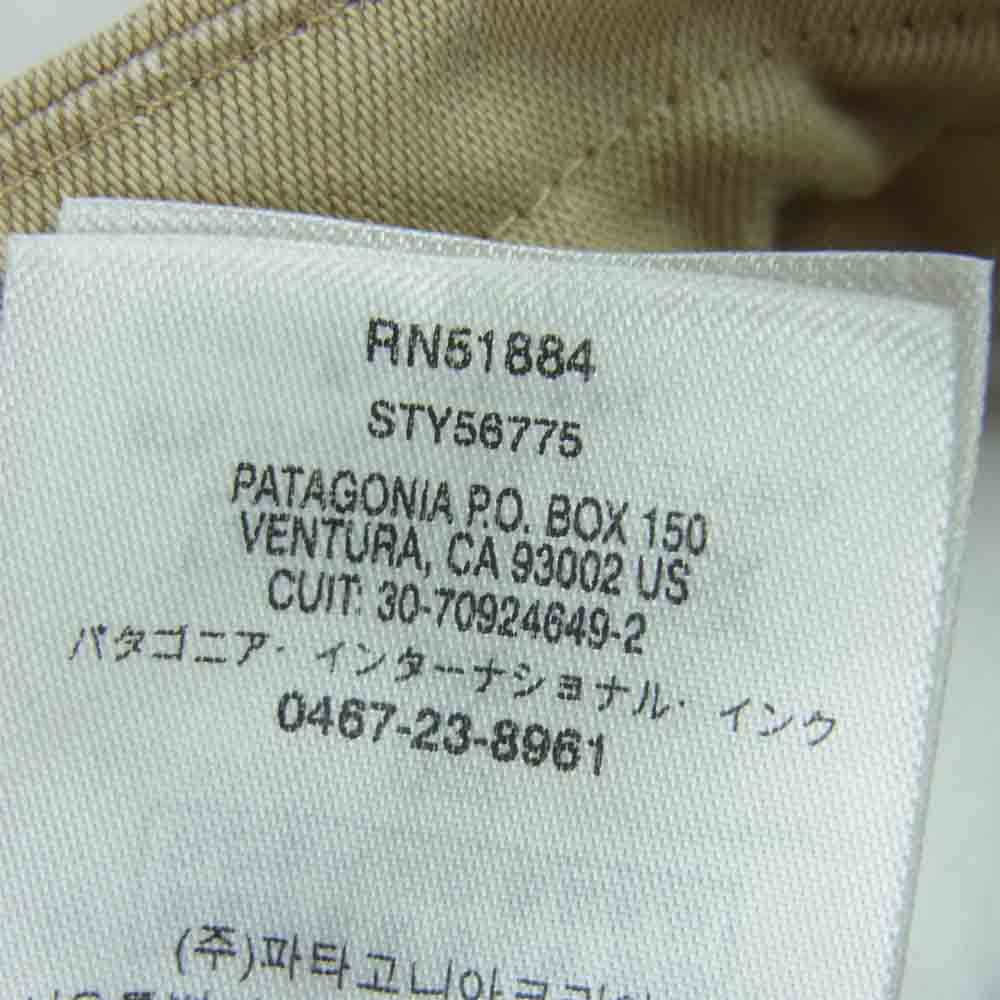 RN51884
STY56775
PATAGONIA P.O. BOX 150
VENTURA, CA 93002 US
CUIT: 30-70924649-2
パタゴニア・インターナショナル・インク
0467-23-8961
(주)파타고니아코리아